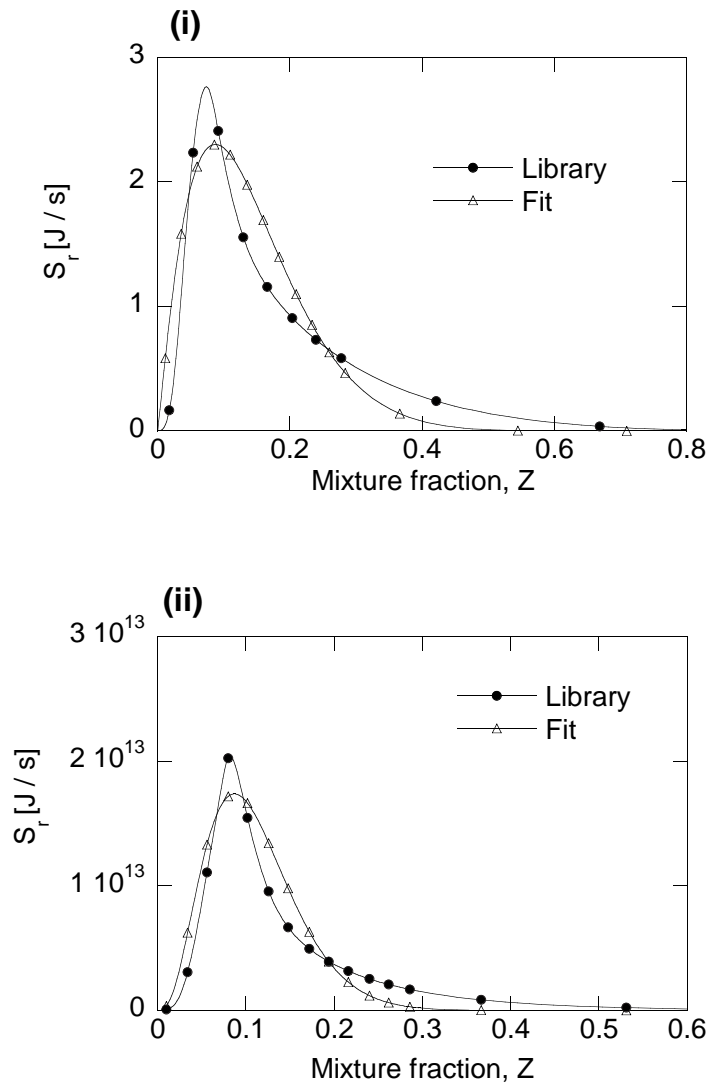 (i)
3
2
1
0
S_r [J / s]
Library
Fit
0 0.2 0.4 0.6 0.8
Mixture fraction, Z
(ii)
3 10^13
2 10^13
1 10^13
0
S_r [J / s]
Library
Fit
0 0.1 0.2 0.3 0.4 0.5 0.6
Mixture fraction, Z